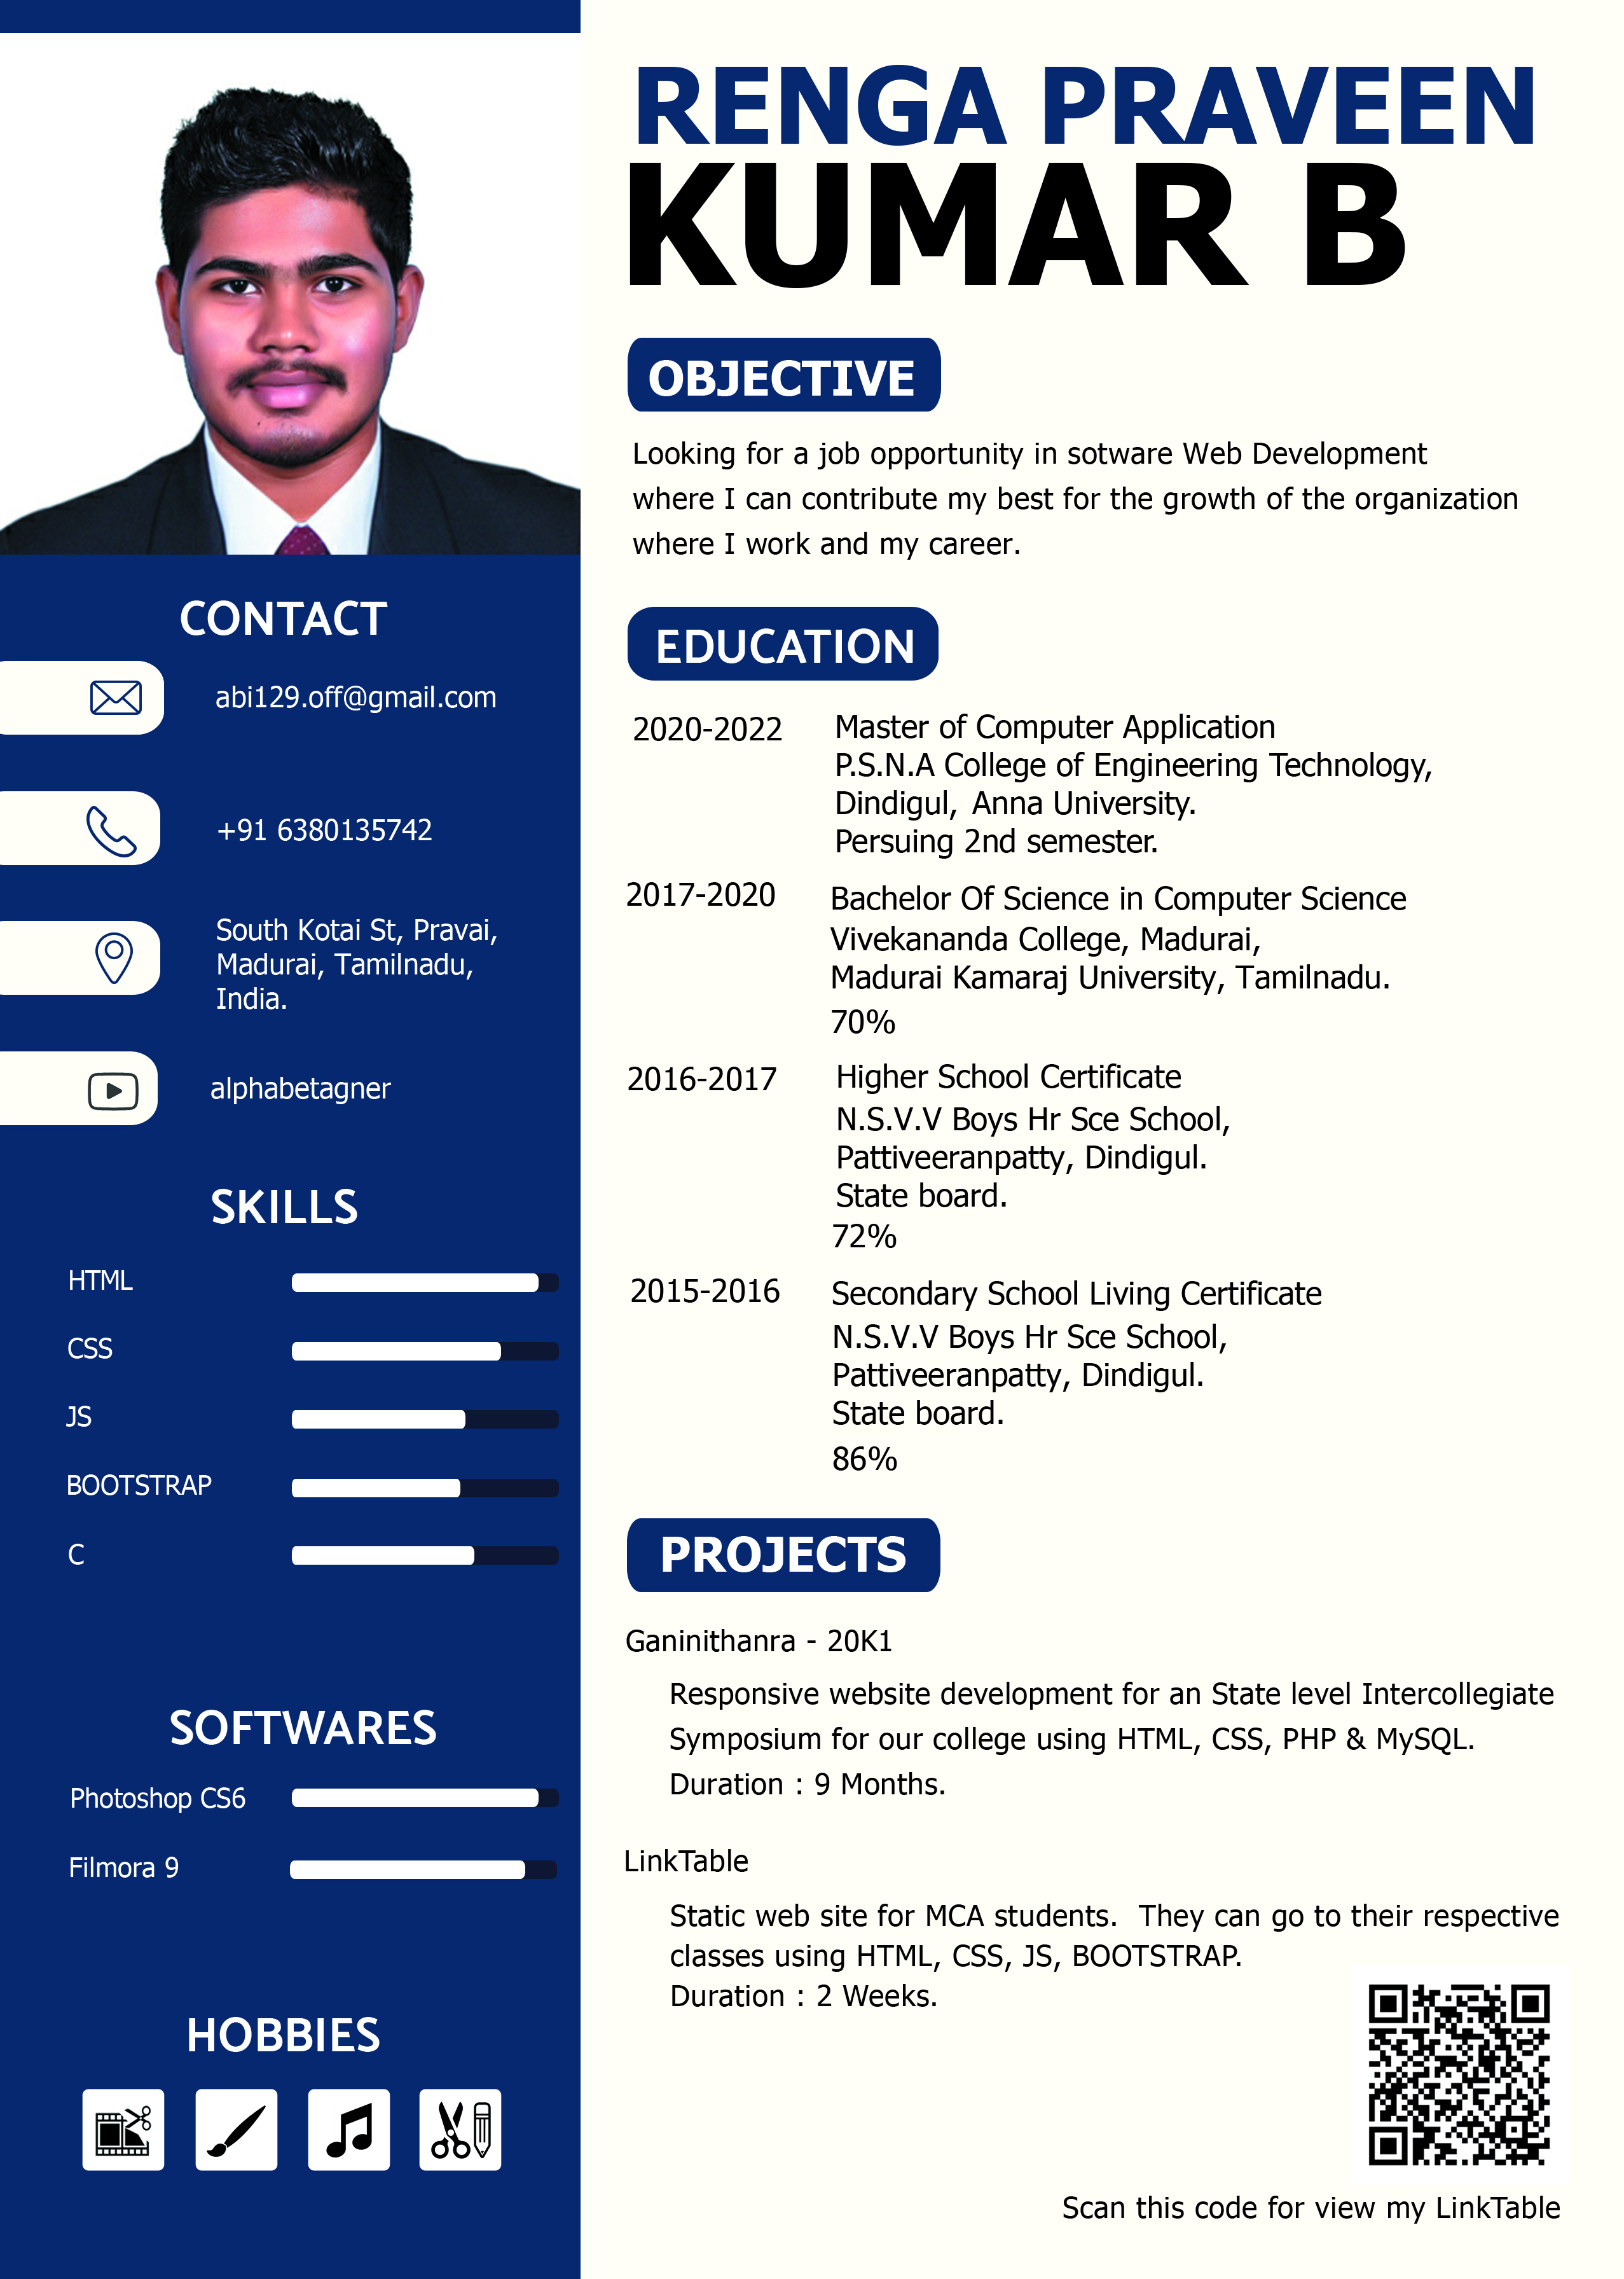 RENGA PRAVEEN
KUMAR B
CONTACT
abi129.off@gmail.com
+91 6380135742
South Kotai St, Pravai,
Madurai, Tamilnadu,
India.
alphabetagner
SKILLS
HTML
CSS
JS
BOOTSTRAP
C
SOFTWARES
Photoshop CS6
Filmora 9
HOBBIES
OBJECTIVE
Looking for a job opportunity in sotware Web Development
where I can contribute my best for the growth of the organization
where I work and my career.
EDUCATION
2020-2022 Master of Computer Application
P.S.N.A College of Engineering Technology,
Dindigul, Anna University.
Persuing 2nd semester.
2017-2020 Bachelor Of Science in Computer Science
Vivekananda College, Madurai,
Madurai Kamaraj University, Tamilnadu.
70%
2016-2017 Higher School Certificate
N.S.V.V Boys Hr Sce School,
Pattiveeranpatty, Dindigul.
State board.
72%
2015-2016 Secondary School Living Certificate
N.S.V.V Boys Hr Sce School,
Pattiveeranpatty, Dindigul.
State board.
86%
PROJECTS
Ganinithanra - 20K1
Responsive website development for an State level Intercollegiate
Symposium for our college using HTML, CSS, PHP & MySQL.
Duration : 9 Months.
LinkTable
Static web site for MCA students. They can go to their respective
classes using HTML, CSS, JS, BOOTSTRAP.
Duration : 2 Weeks.
Scan this code for view my LinkTable